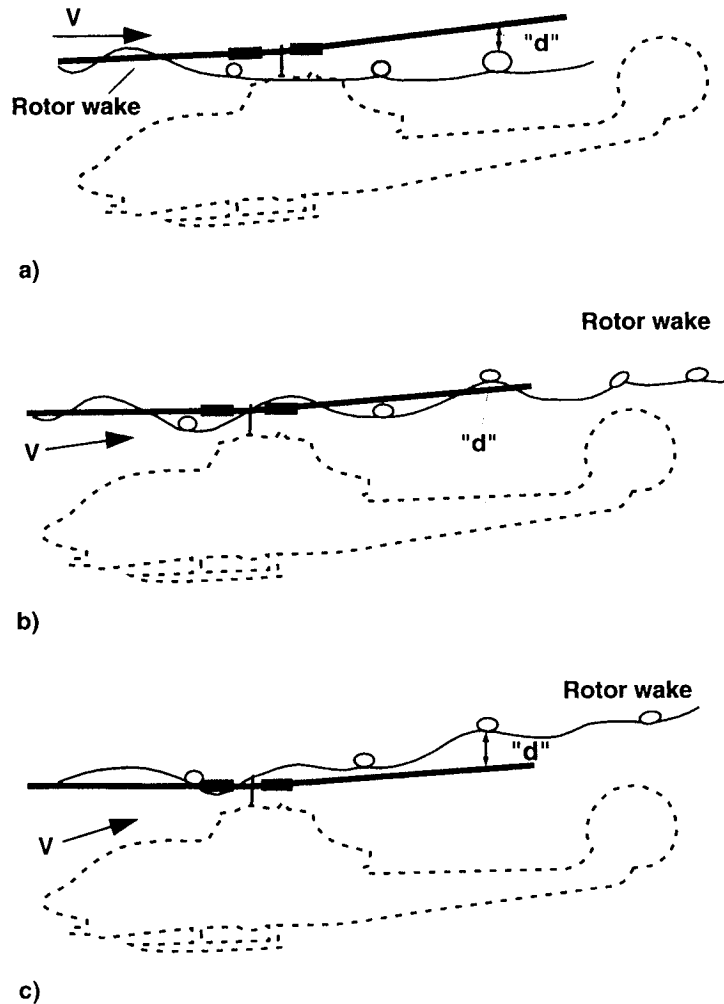 V
"d"
Rotor wake
a)
Rotor wake
V
"d"
b)
Rotor wake
"d"
V
c)